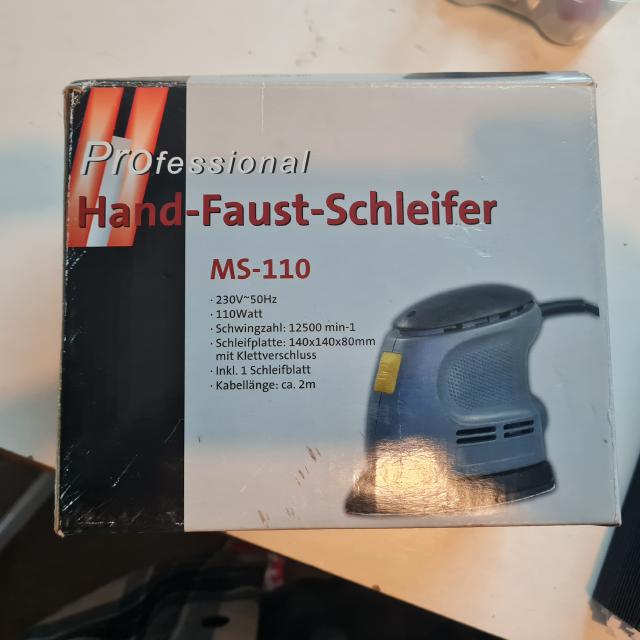 Professional
Hand-Faust-Schleifer
MS-110
· 230V~50Hz
· 110Watt
· Schwingzahl: 12500 min-1
· Schleifplatte: 140x140x80mm
mit Klettverschluss
· Inkl. 1 Schleifblatt
· Kabellänge: ca. 2m